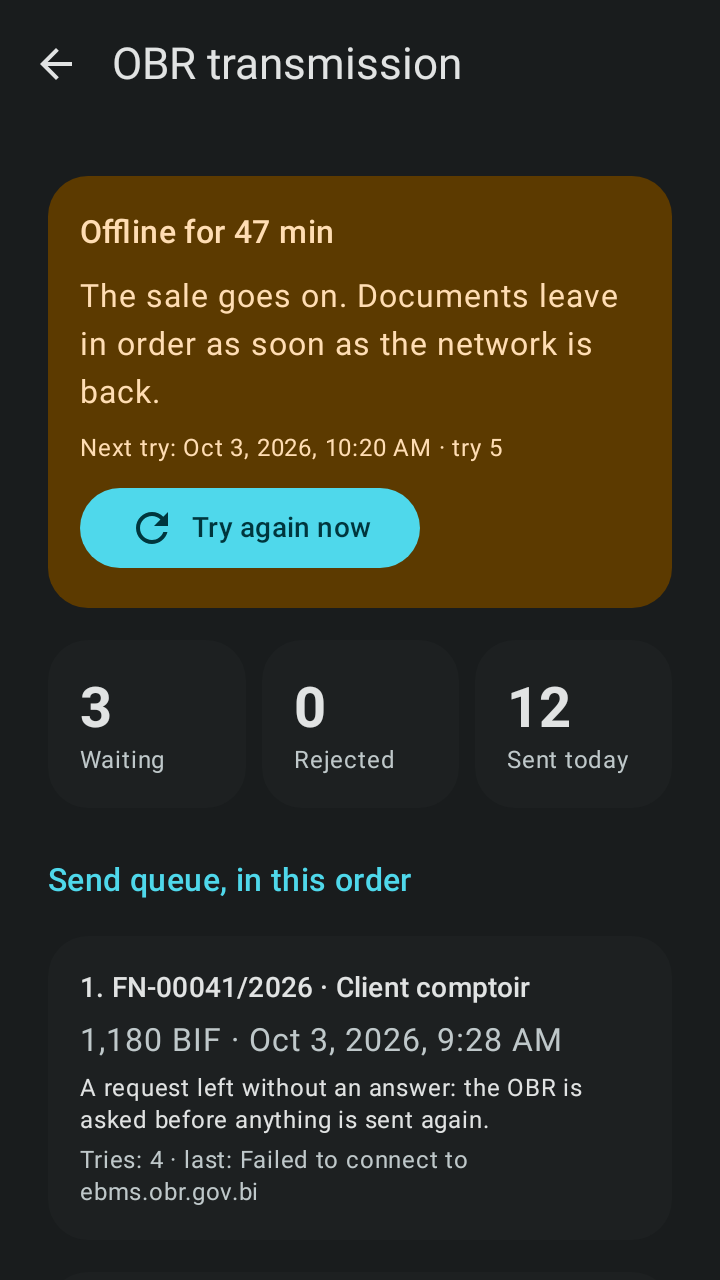 OBR transmission
Offline for 47 min
The sale goes on. Documents leave
in order as soon as the network is
back.
Next try: Oct 3, 2026, 10:20 AM · try 5
Try again now
3
Waiting
0
Rejected
12
Sent today
Send queue, in this order
1. FN-00041/2026 · Client comptoir
1,180 BIF · Oct 3, 2026, 9:28 AM
A request left without an answer: the OBR is
asked before anything is sent again.
Tries: 4 · last: Failed to connect to
ebms.obr.gov.bi